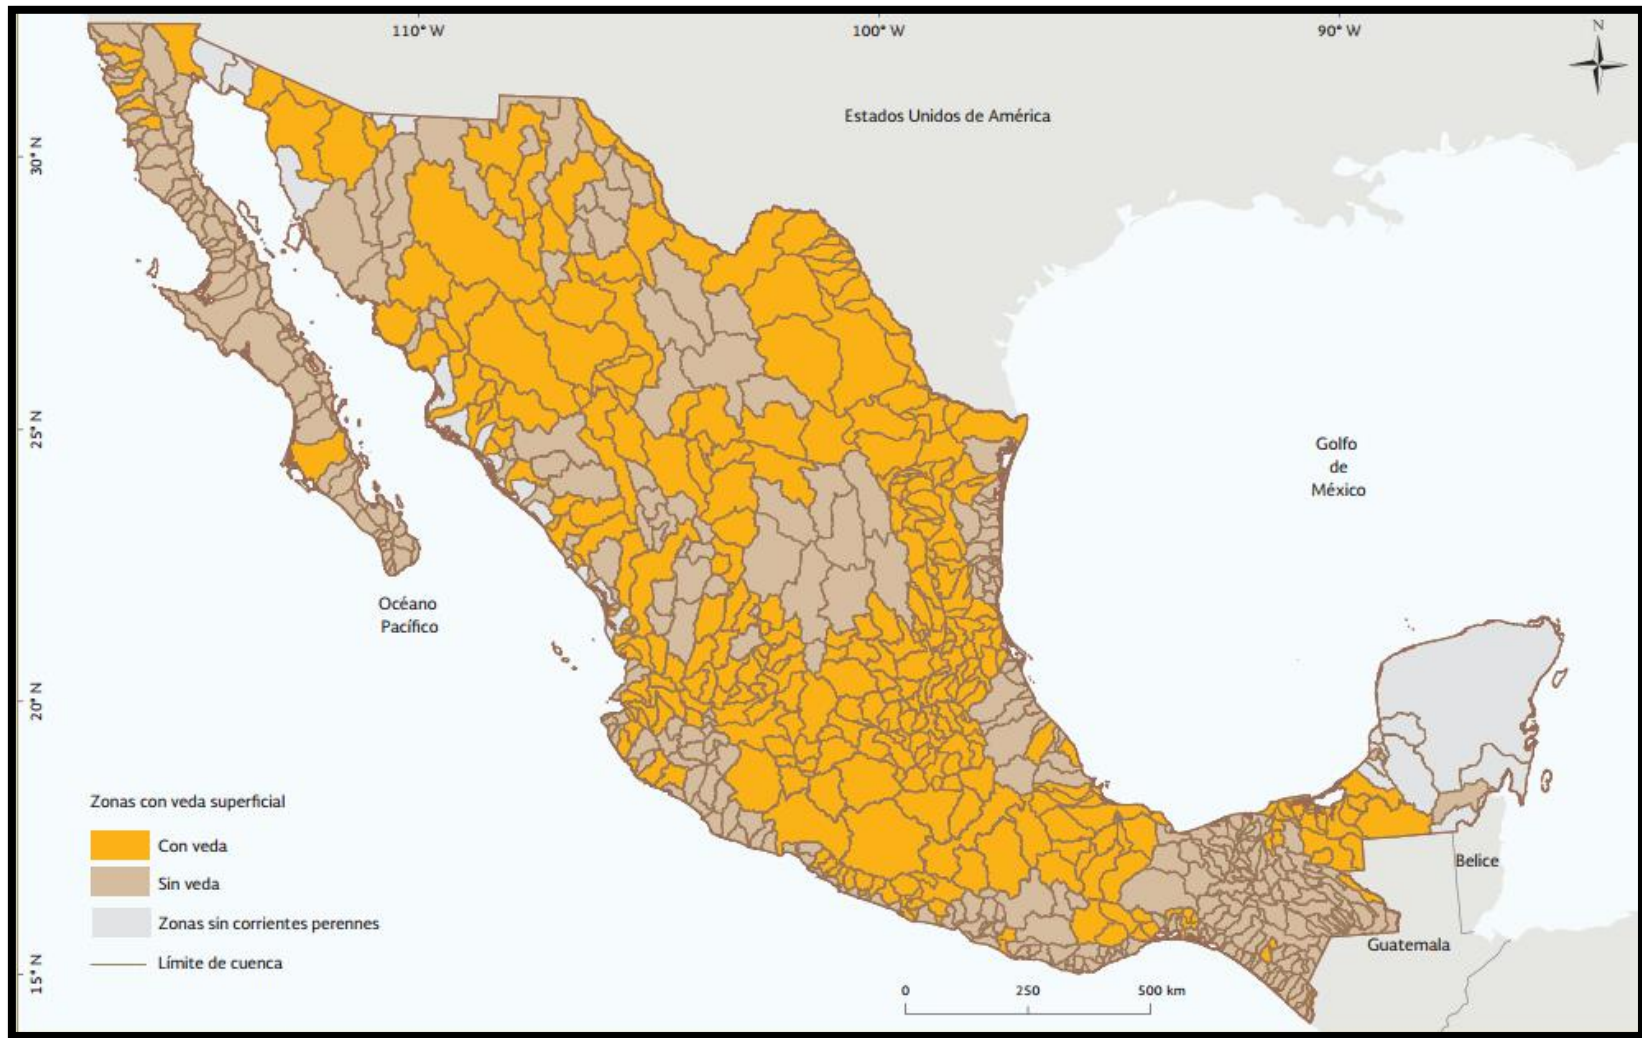 110° W
100° W
90° W
N
Estados Unidos de América
30° N
25° N
Golfo
de
México
Océano
Pacífico
20° N
Zonas con veda superficial
Con veda
Sin veda
Zonas sin corrientes perennes
Límite de cuenca
Belice
Guatemala
15° N
0
250
500 km